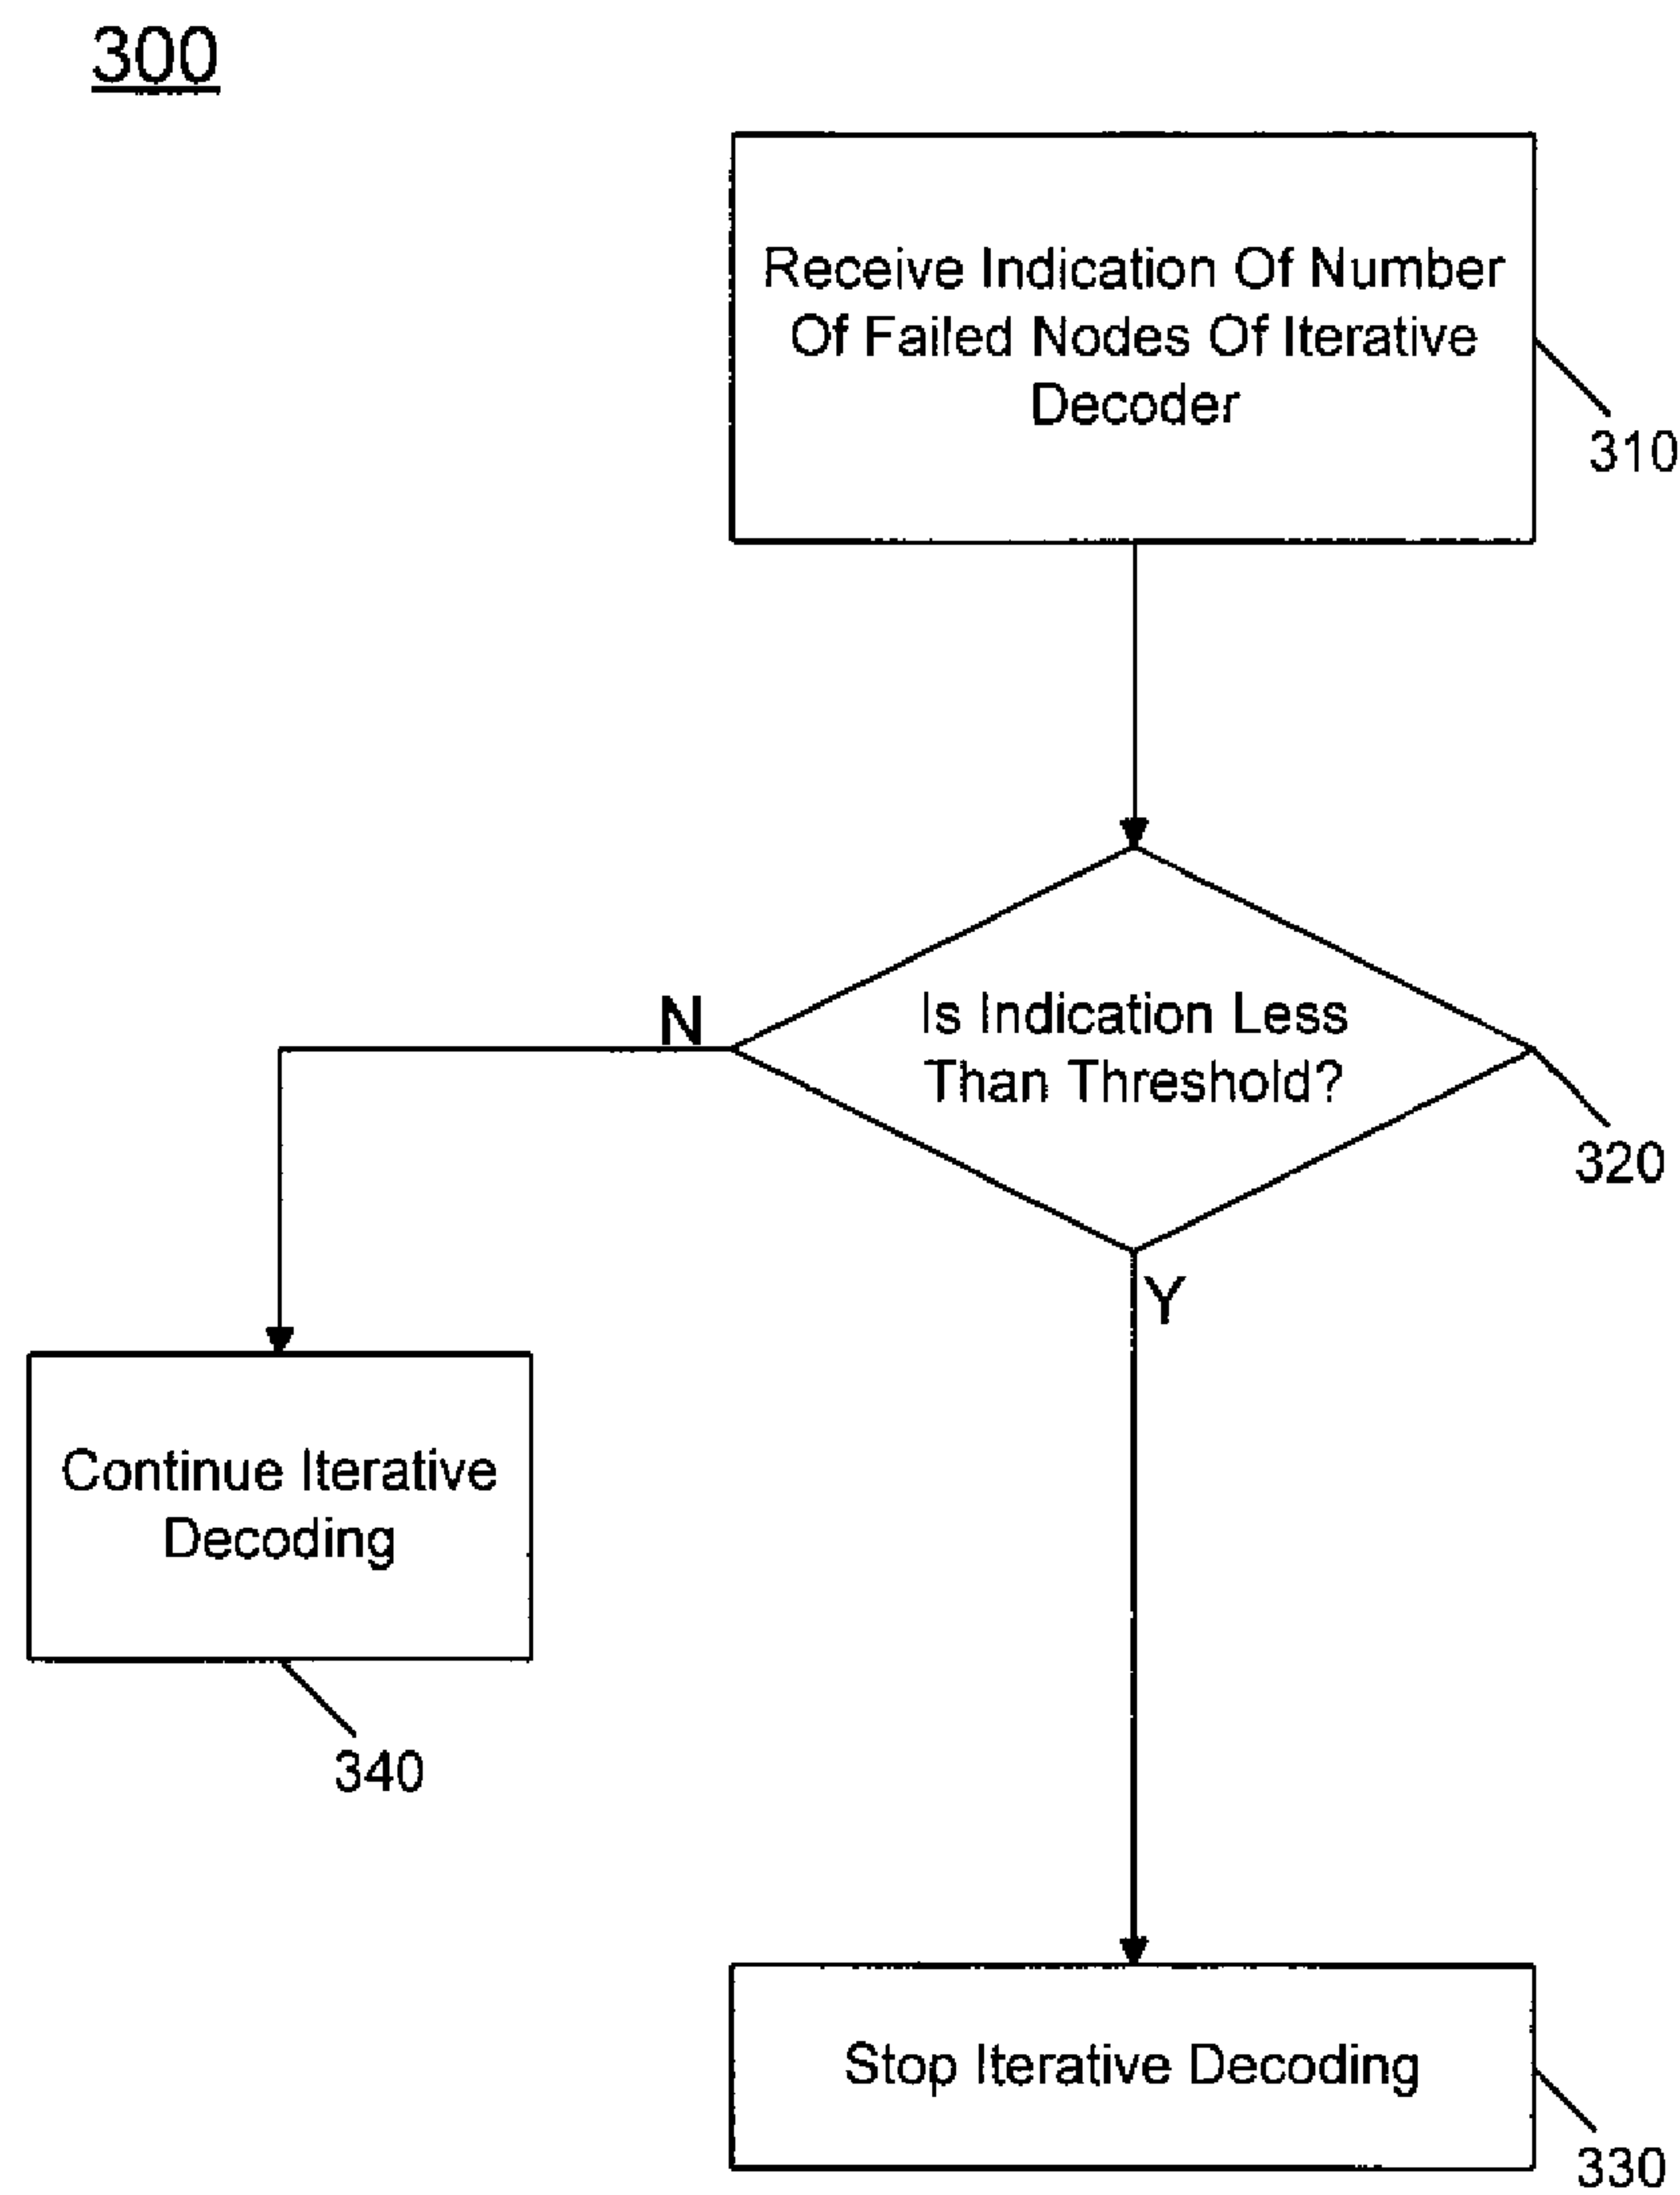 300
Receive Indication Of Number
Of Failed Nodes Of Iterative
Decoder
310
Is Indication Less
Than Threshold?
320
N
Y
Continue Iterative
Decoding
340
Stop Iterative Decoding
330